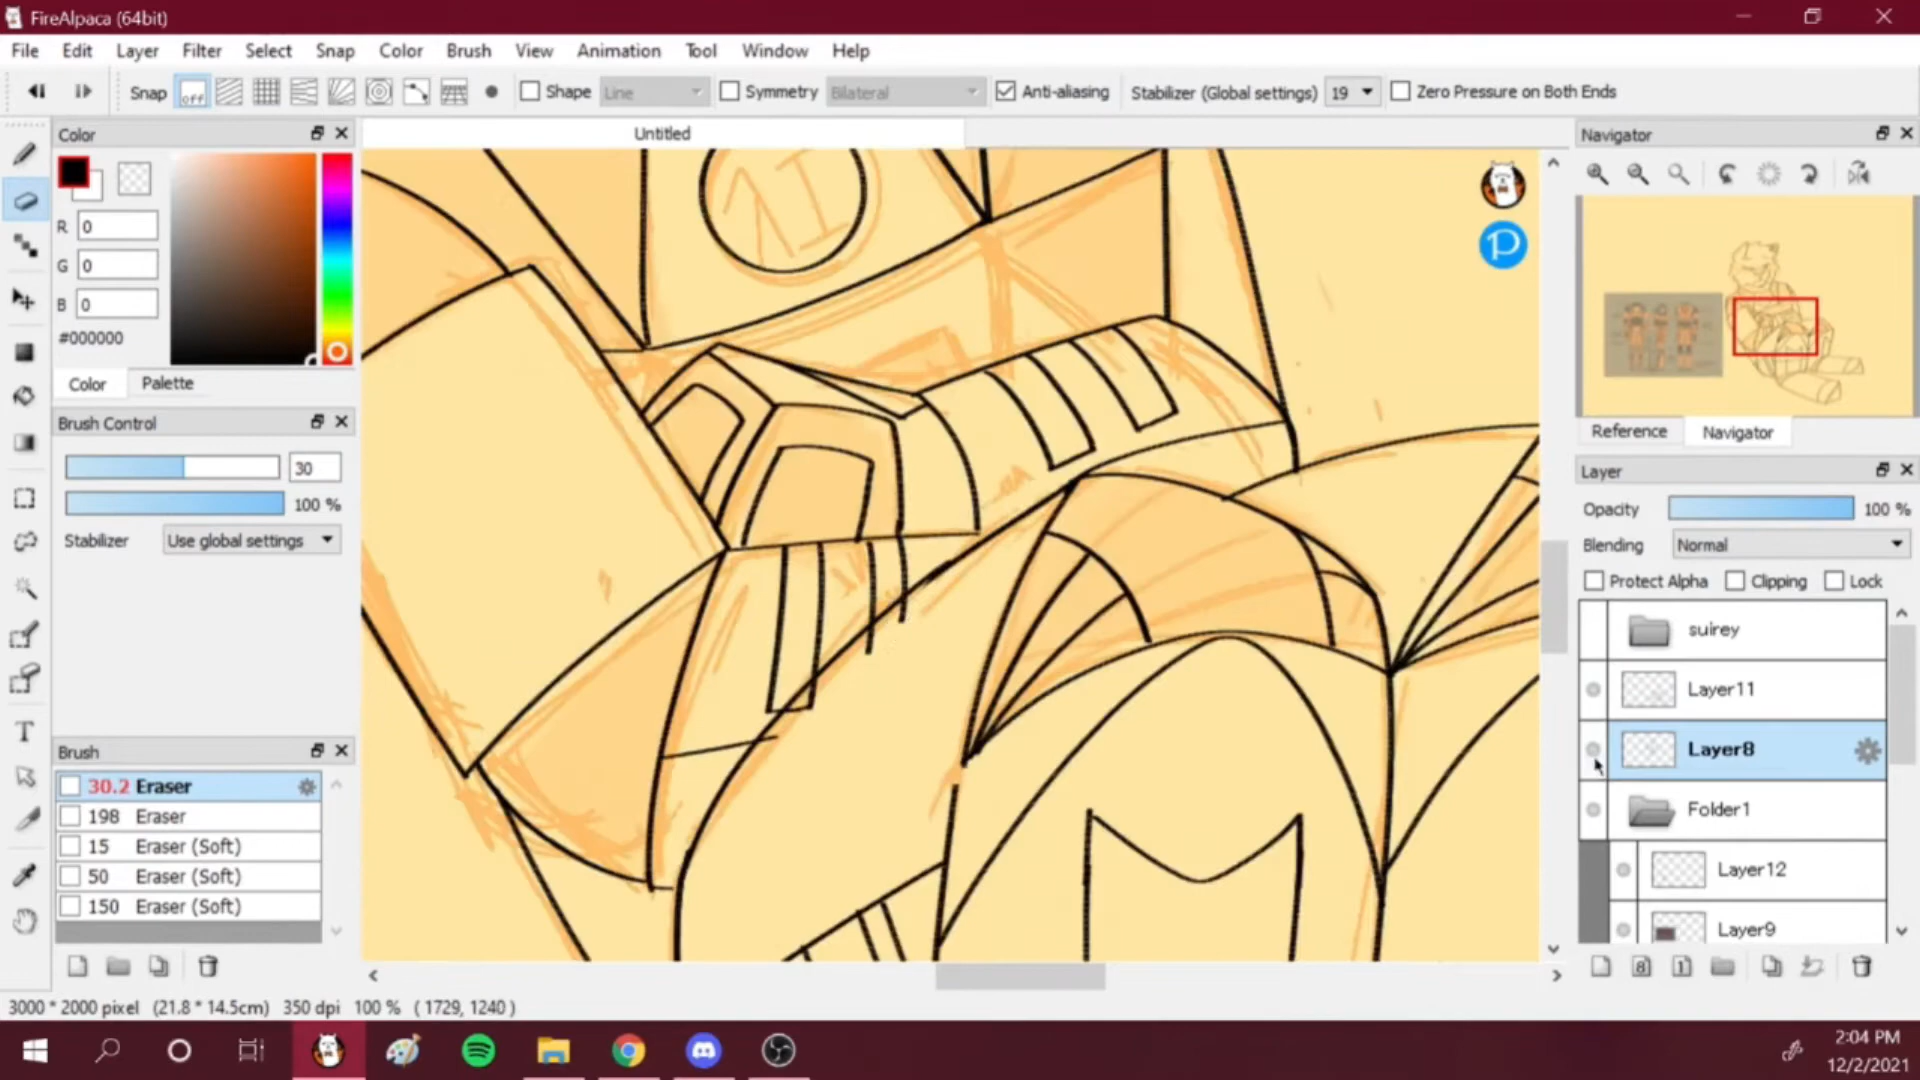 FireAlpaca (64bit)
File Edit Layer Filter Select Snap Color Brush View Animation Tool Window Help
Snap off Shape Line Symmetry Bilateral Anti-aliasing Stabilizer (Global settings) 19 Zero Pressure on Both Ends
Color
Untitled
Navigator
R 0
G 0
B 0
#000000
Color Palette
Reference Navigator
Brush Control
30
100 %
Stabilizer Use global settings
Layer
Opacity 100 %
Blending Normal
Protect Alpha Clipping Lock
suirey
Layer11
Layer8
Folder1
Layer12
Layer9
Brush
30.2 Eraser
198 Eraser
15 Eraser (Soft)
50 Eraser (Soft)
150 Eraser (Soft)
VI
P
8
1
3000 * 2000 pixel (21.8 * 14.5cm) 350 dpi 100 % ( 1729, 1240 )
T
2:04 PM
12/2/2021